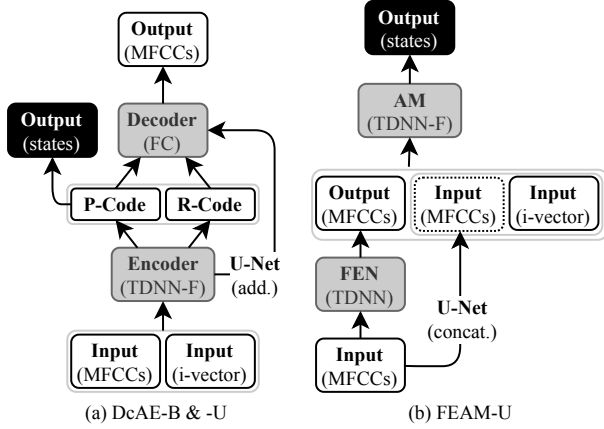 Output
(MFCCs)
Decoder
(FC)
Output
(states)
P-Code
R-Code
Encoder
(TDNN-F)
U-Net
(add.)
Input
(MFCCs)
Input
(i-vector)
(a) DcAE-B & -U
Output
(states)
AM
(TDNN-F)
Output
(MFCCs)
Input
(MFCCs)
Input
(i-vector)
FEN
(TDNN)
U-Net
(concat.)
Input
(MFCCs)
(b) FEAM-U